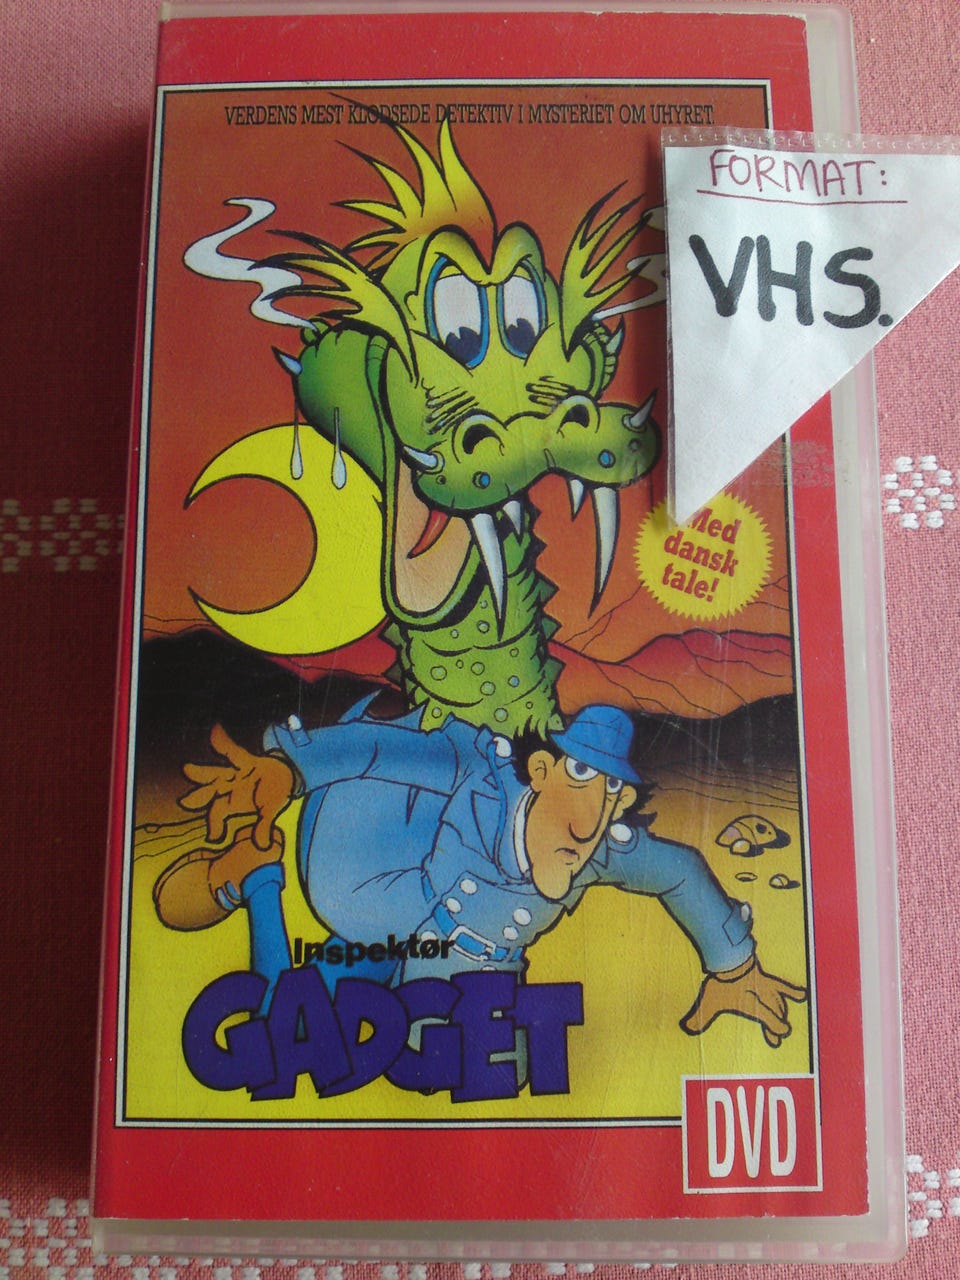 VERDENS MEST KLODSEDE DETEKTIV I MYSTERIET OM UHYRET.
FORMAT:
VHS.
Med
dansk
tale!
Inspektør
GADGET
DVD